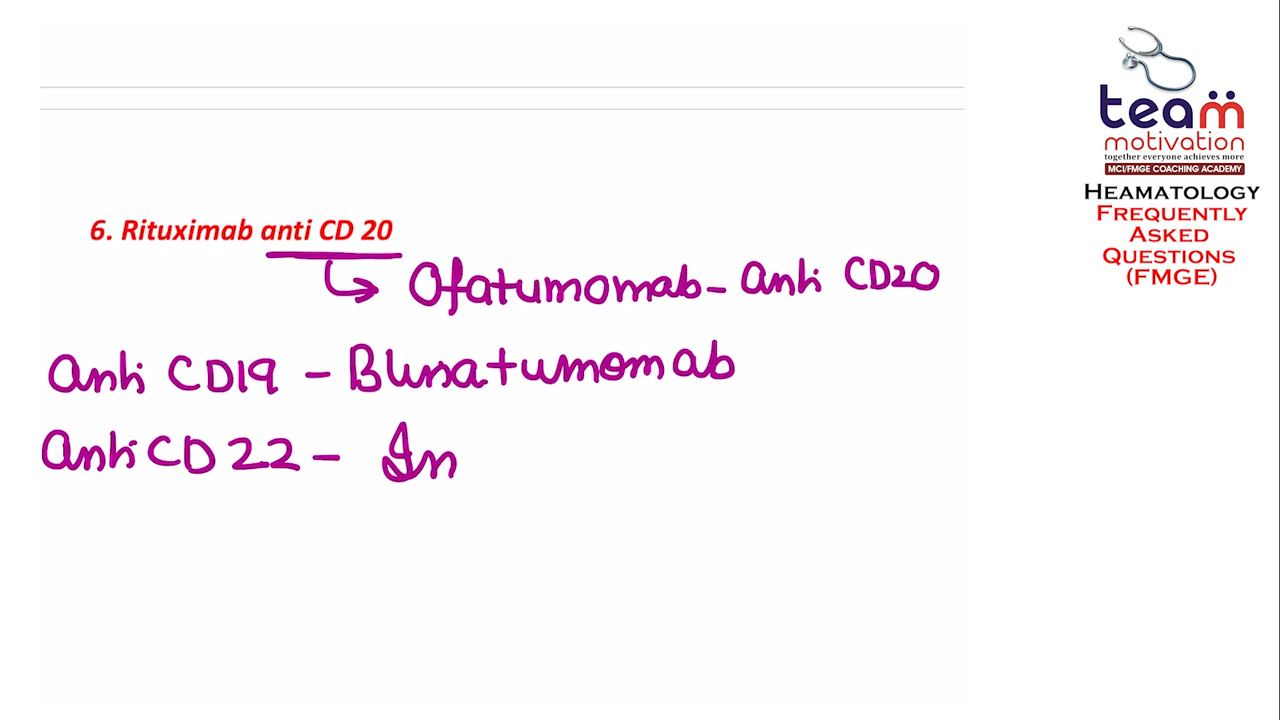 6. Rituximab anti CD 20
Ofatumomab - Anti CD20
Anti CD19 - Blinatumomab
Anti CD 22 - In
team
motivation
together everyone achieves more
MCI/FMGE COACHING ACADEMY
HEAMATOLOGY
FREQUENTLY
ASKED
QUESTIONS
(FMGE)